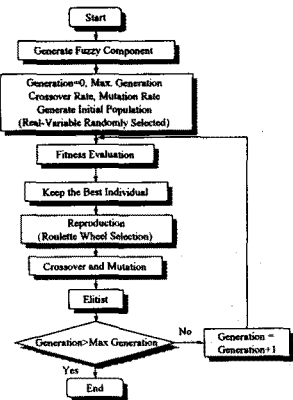 Start
Generate Fuzzy Component
Generation=0, Max. Generation
Crossover Rate, Mutation Rate
Generate Initial Population
(Real-Variable Randomly Selected)
Fitness Evaluation
Keep the Best Individual
Reproduction
(Roulette Wheel Selection)
Crossover and Mutation
Elitist
Generation>Max Generation
No
Generation =
Generation+1
Yes
End